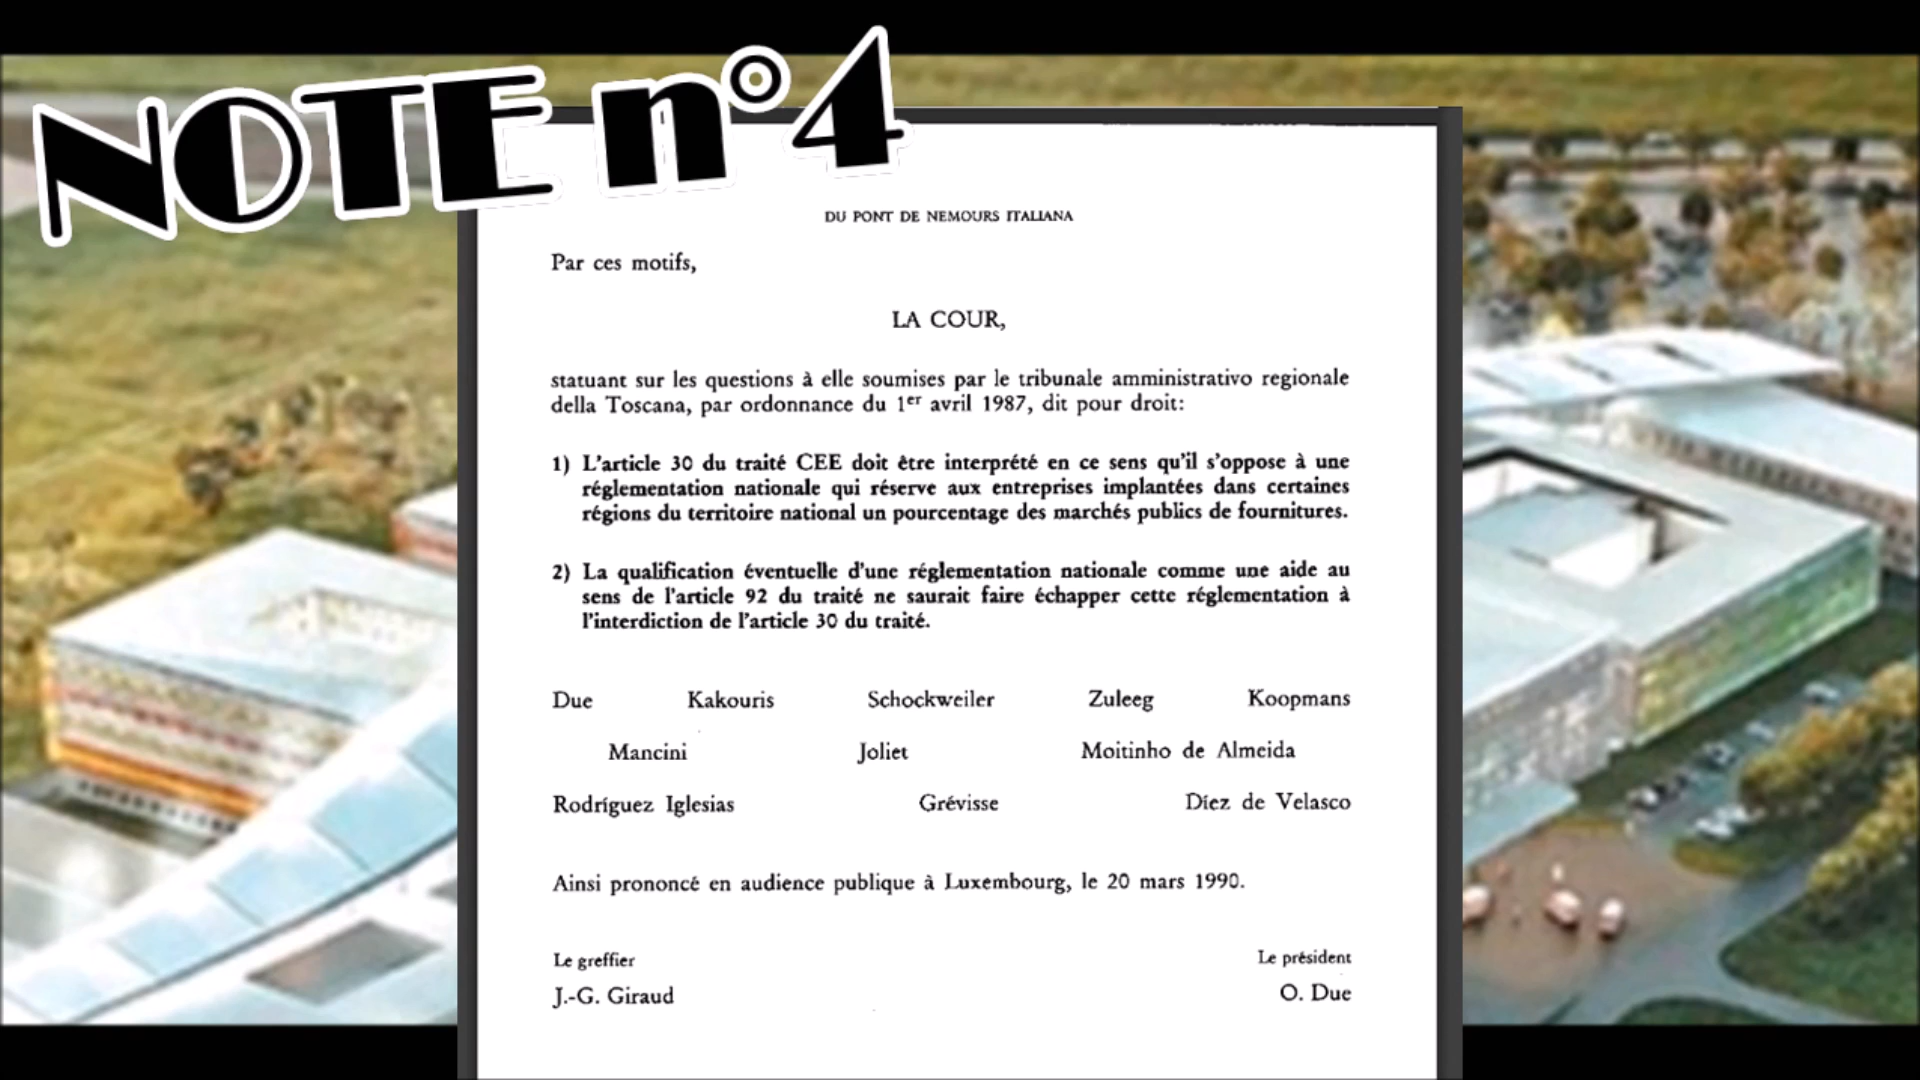 NOTE n°4
DU PONT DE NEMOURS ITALIANA
Par ces motifs,
LA COUR,
statuant sur les questions à elle soumises par le tribunale amministrativo regionale
della Toscana, par ordonnance du 1er avril 1987, dit pour droit:
1) L'article 30 du traité CEE doit être interprété en ce sens qu'il s'oppose à une
réglementation nationale qui réserve aux entreprises implantées dans certaines
régions du territoire national un pourcentage des marchés publics de fournitures.
2) La qualification éventuelle d'une réglementation nationale comme une aide au
sens de l'article 92 du traité ne saurait faire échapper cette réglementation à
l'interdiction de l'article 30 du traité.
Due Kakouris Schockweiler Zuleeg Koopmans
Mancini Joliet Moitinho de Almeida
Rodríguez Iglesias Grévisse Díez de Velasco
Ainsi prononcé en audience publique à Luxembourg, le 20 mars 1990.
Le greffier Le président
J.-G. Giraud O. Due